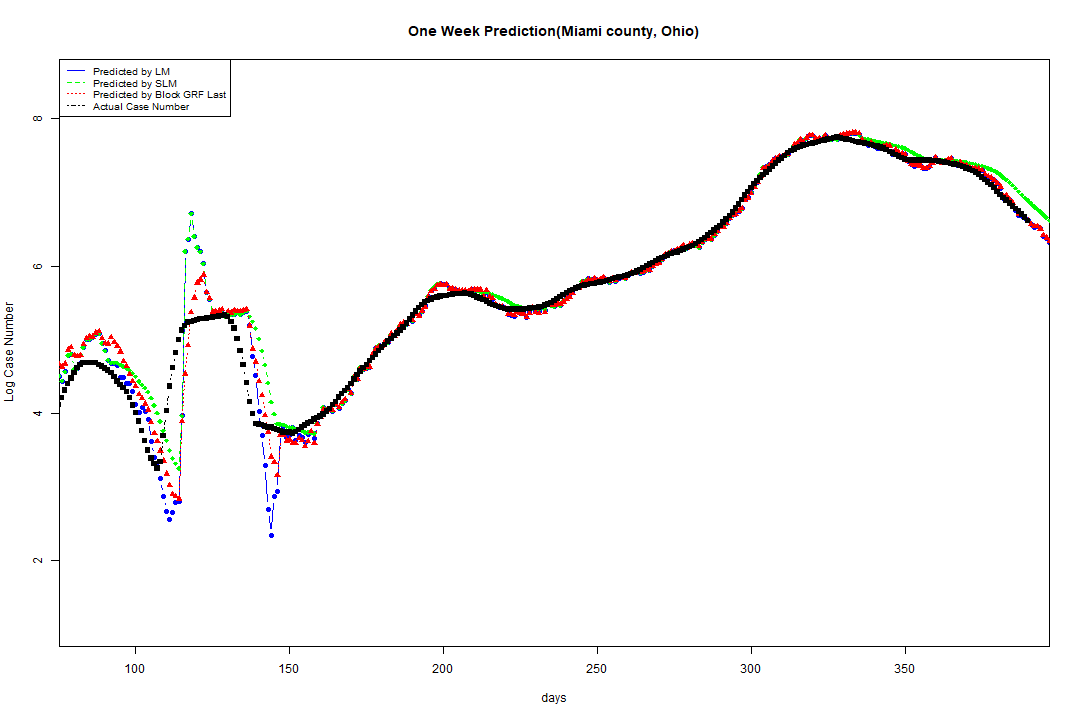 One Week Prediction(Miami county, Ohio)
Predicted by LM
Predicted by SLM
Predicted by Block GRF Last
Actual Case Number
8
6
4
2
Log Case Number
100 150 200 250 300 350
days